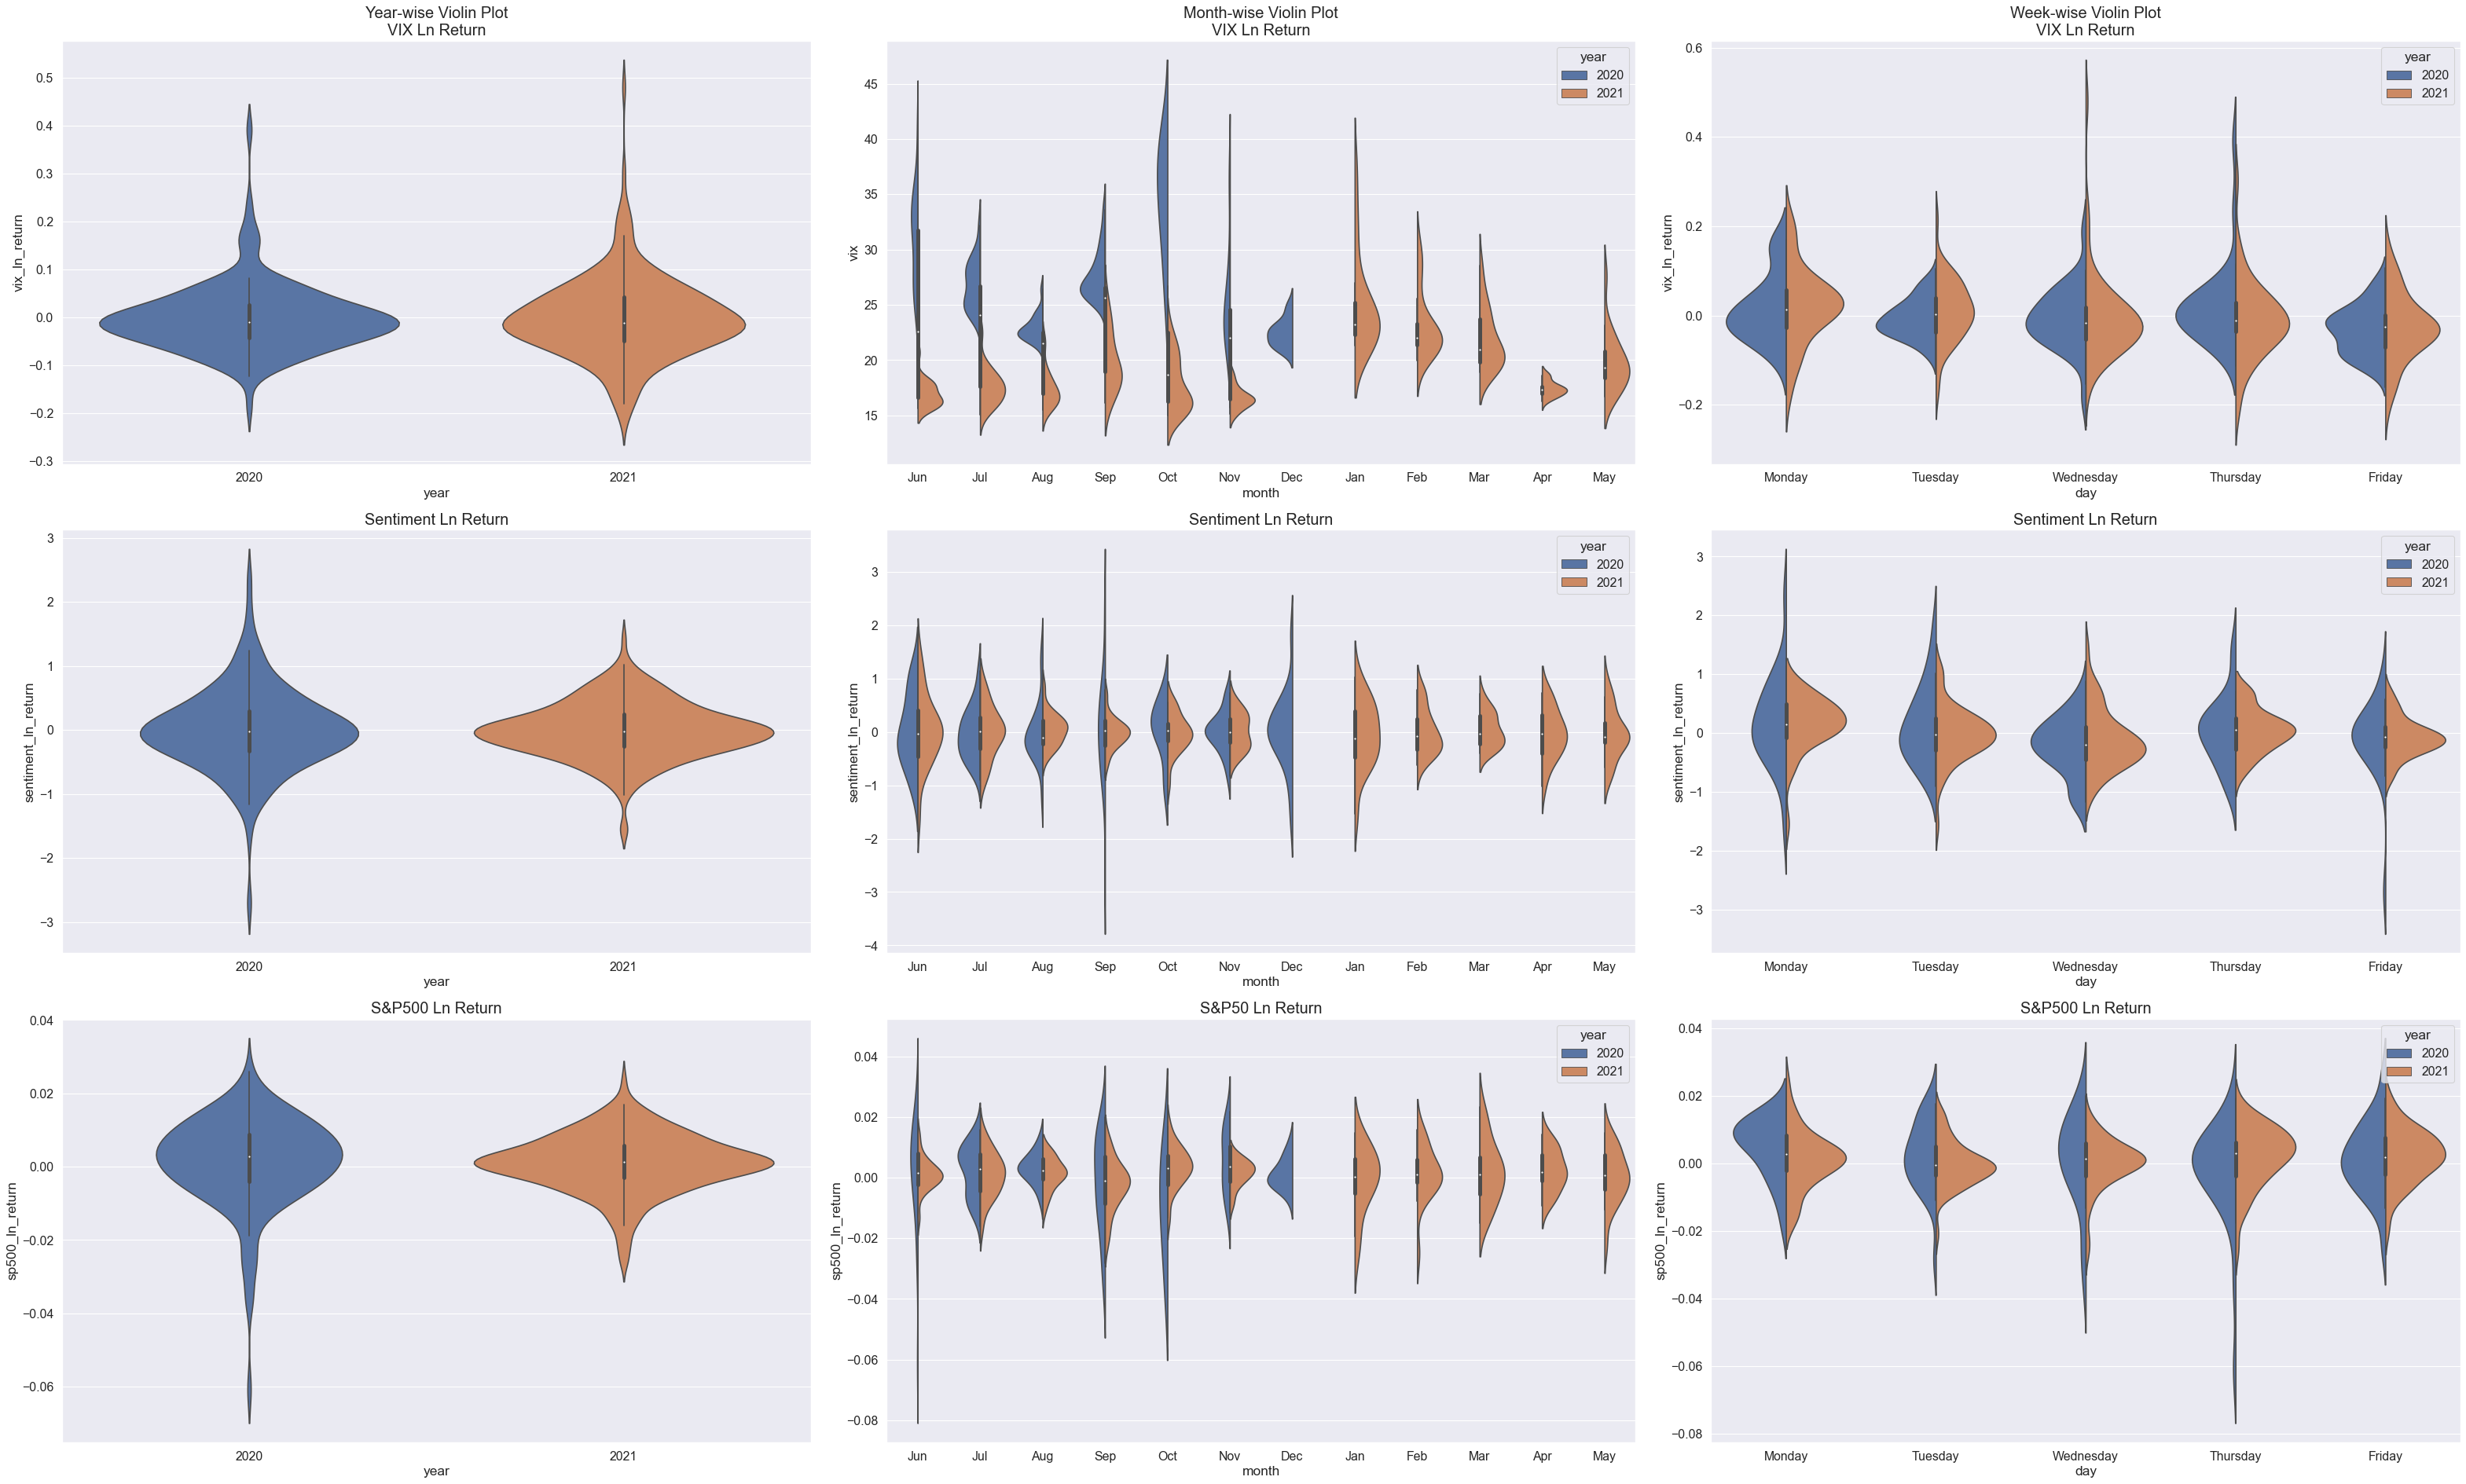 Year-wise Violin Plot
VIX Ln Return
vix_ln_return
0.5
0.4
0.3
0.2
0.1
0.0
−0.1
−0.2
−0.3
2020 2021
year
Month-wise Violin Plot
VIX Ln Return
vix
45
40
35
30
25
20
15
year
2020
2021
Jun Jul Aug Sep Oct Nov Dec Jan Feb Mar Apr May
month
Week-wise Violin Plot
VIX Ln Return
vix_ln_return
0.6
0.4
0.2
0.0
−0.2
year
2020
2021
Monday Tuesday Wednesday Thursday Friday
day
Sentiment Ln Return
sentiment_ln_return
3
2
1
0
−1
−2
−3
2020 2021
year
Sentiment Ln Return
sentiment_ln_return
3
2
1
0
−1
−2
−3
−4
year
2020
2021
Jun Jul Aug Sep Oct Nov Dec Jan Feb Mar Apr May
month
Sentiment Ln Return
sentiment_ln_return
3
2
1
0
−1
−2
−3
year
2020
2021
Monday Tuesday Wednesday Thursday Friday
day
S&P500 Ln Return
sp500_ln_return
0.04
0.02
0.00
−0.02
−0.04
−0.06
2020 2021
year
S&P50 Ln Return
sp500_ln_return
0.04
0.02
0.00
−0.02
−0.04
−0.06
−0.08
year
2020
2021
Jun Jul Aug Sep Oct Nov Dec Jan Feb Mar Apr May
month
S&P500 Ln Return
sp500_ln_return
0.04
0.02
0.00
−0.02
−0.04
−0.06
−0.08
year
2020
2021
Monday Tuesday Wednesday Thursday Friday
day